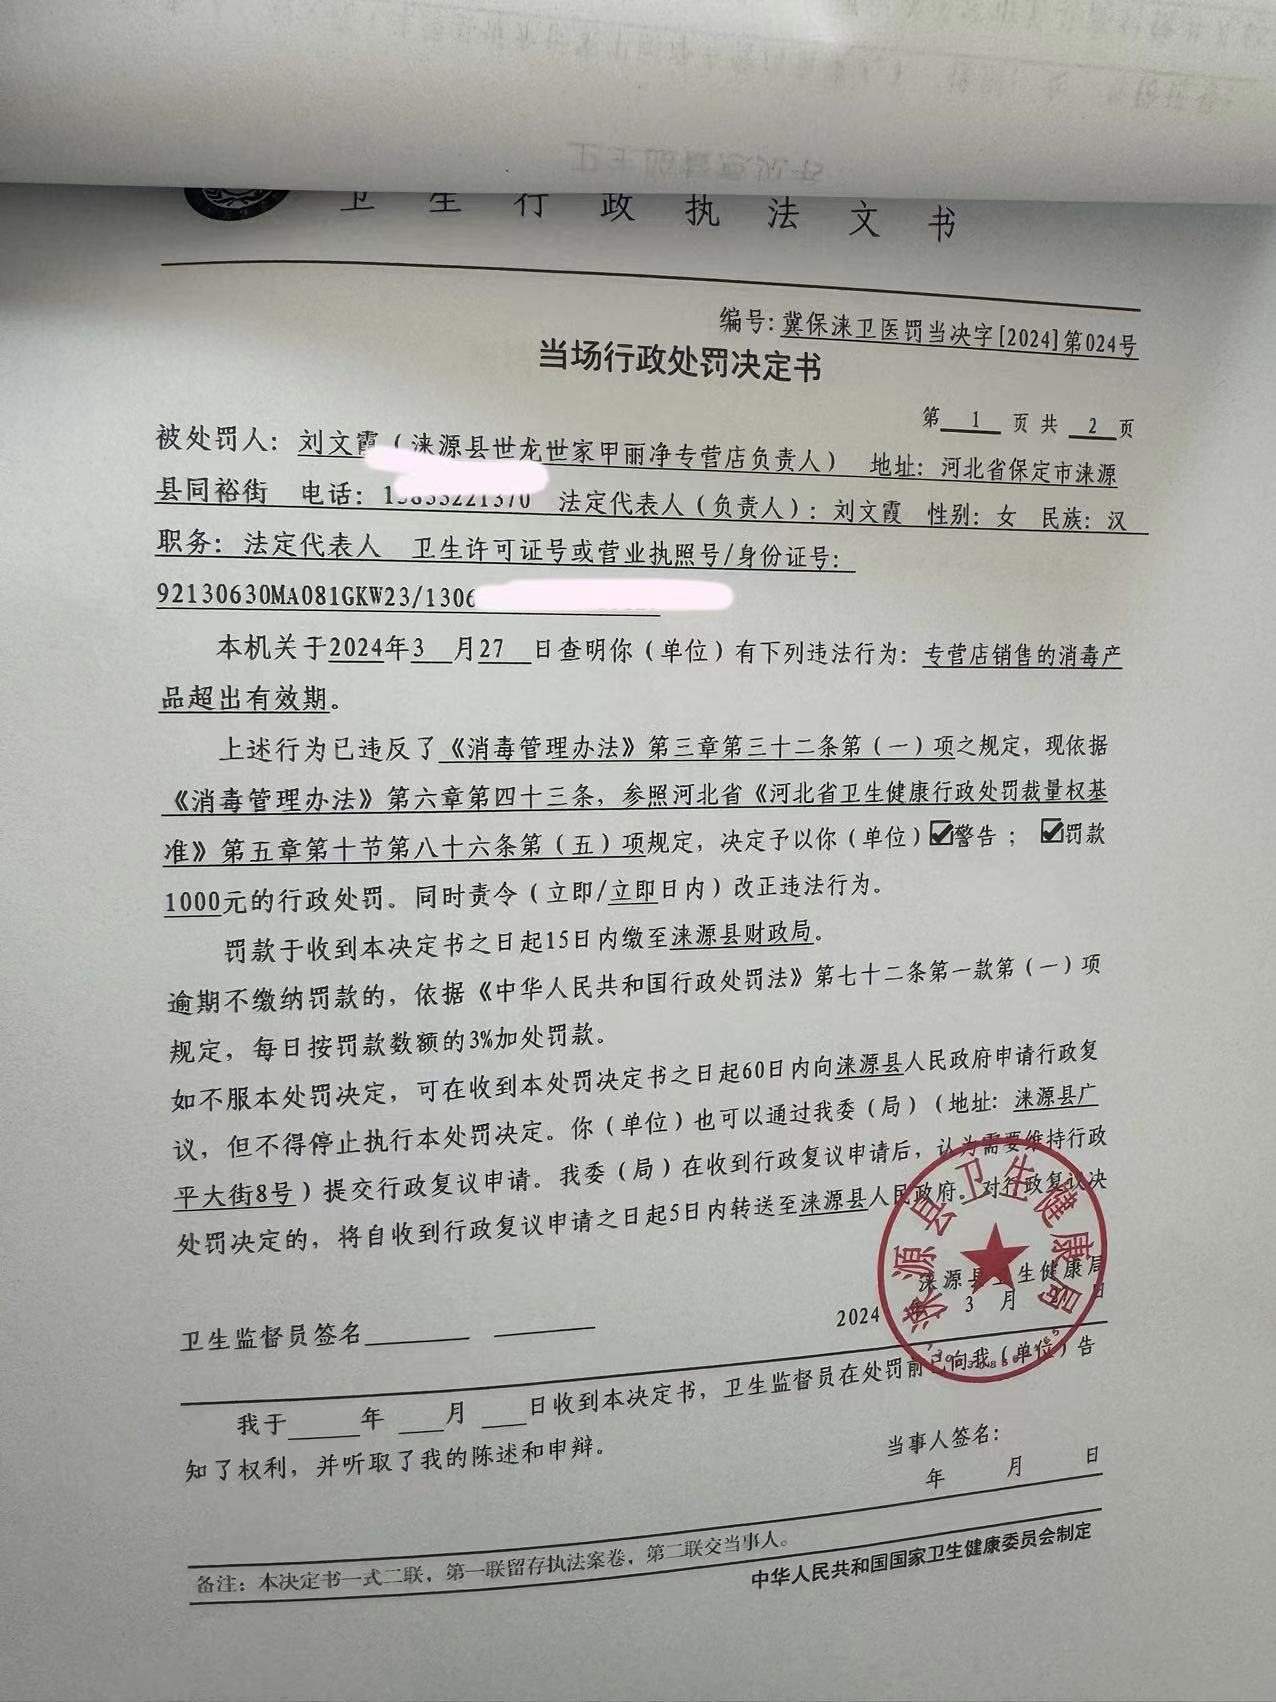 卫生行政执法文书
编号：冀保涞卫医罚当决字[2024]第024号
当场行政处罚决定书
第 1 页 共 2 页
被处罚人：刘文霞（涞源县世龙世家甲丽净专营店负责人） 地址：河北省保定市涞源
县同裕街 电话： 法定代表人（负责人）：刘文霞 性别：女 民族：汉
职务：法定代表人 卫生许可证号或营业执照号/身份证号：
92130630MA081GKW23/1306
本机关于2024年3 月27 日查明你（单位）有下列违法行为：专营店销售的消毒产
品超出有效期。
上述行为已违反了《消毒管理办法》第三章第三十二条第（一）项之规定，现依据
《消毒管理办法》第六章第四十三条，参照河北省《河北省卫生健康行政处罚裁量权基
准》第五章第十节第八十六条第（五）项规定，决定予以你（单位）☑警告； ☑罚款
1000元的行政处罚。同时责令（立即/立即日内）改正违法行为。
罚款于收到本决定书之日起15日内缴至涞源县财政局。
逾期不缴纳罚款的，依据《中华人民共和国行政处罚法》第七十二条第一款第（一）项
规定，每日按罚款数额的3%加处罚款。
如不服本处罚决定，可在收到本处罚决定书之日起60日内向涞源县人民政府申请行政复
议，但不得停止执行本处罚决定。你（单位）也可以通过我委（局）（地址：涞源县广
平大街8号）提交行政复议申请。我委（局）在收到行政复议申请后，认为需要维持行政
处罚决定的，将自收到行政复议申请之日起5日内转送至涞源县人民政府。对行政复议决
涞源县卫生健康局
2024年 3 月 日
涞源县卫生健康局
卫生监督员签名
我于 年 月 日收到本决定书，卫生监督员在处罚前已向我（单位）告
知了权利，并听取了我的陈述和申辩。
当事人签名：
年 月 日
备注：本决定书一式二联，第一联留存执法案卷，第二联交当事人。
中华人民共和国国家卫生健康委员会制定